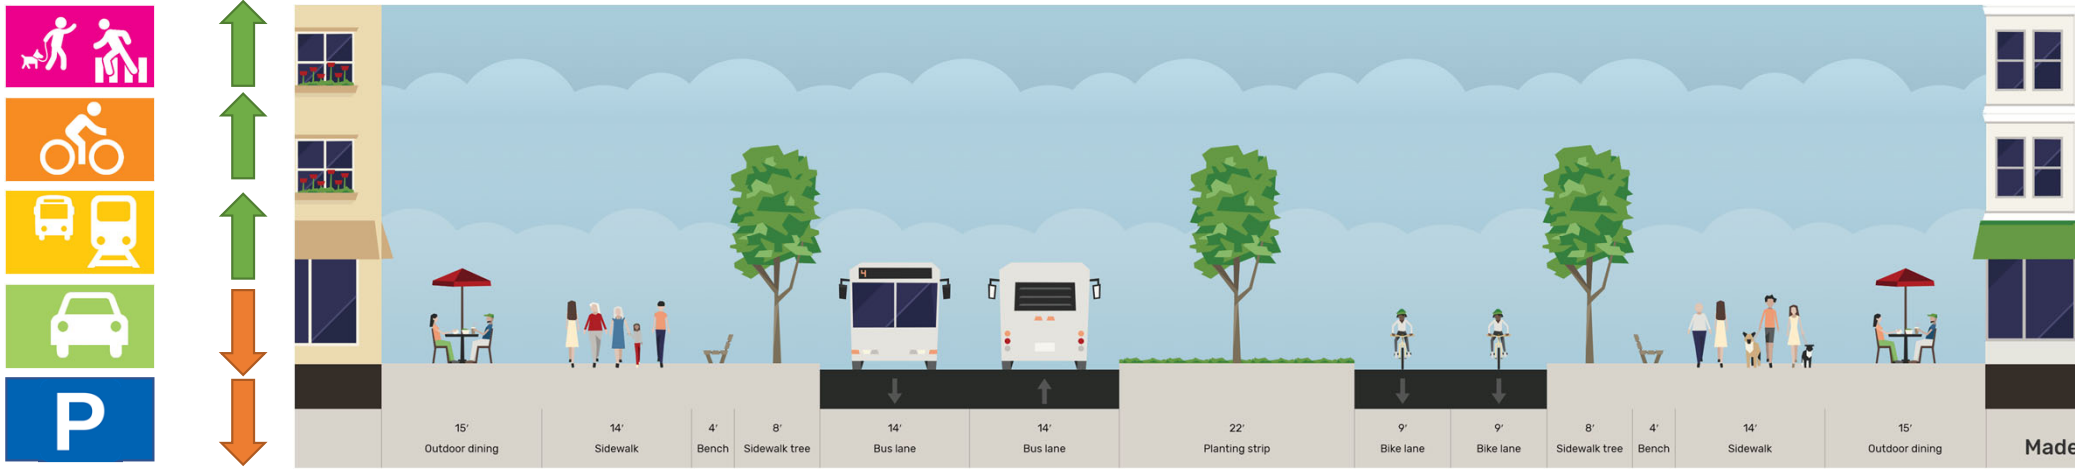 P
4
15′
Outdoor dining
14′
Sidewalk
4′
Bench
8′
Sidewalk tree
14′
Bus lane
14′
Bus lane
22′
Planting strip
9′
Bike lane
9′
Bike lane
8′
Sidewalk tree
4′
Bench
14′
Sidewalk
15′
Outdoor dining
Made